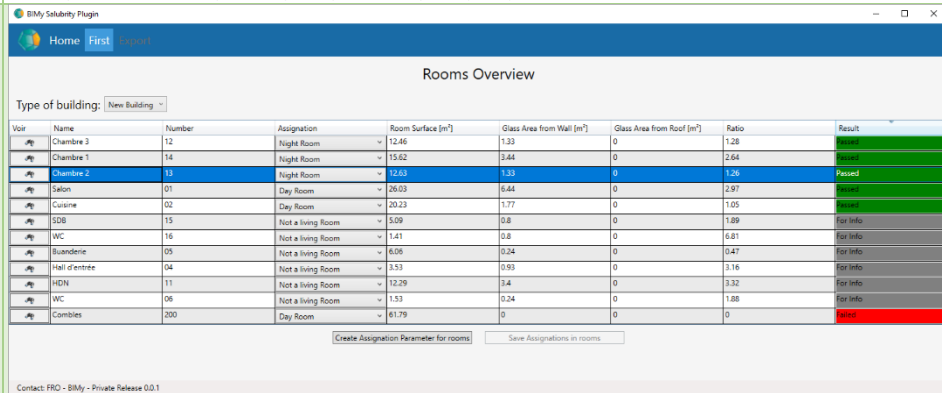 BIMy Salubrity Plugin
Home First Export
Rooms Overview
Type of building: New Building
Voir Name Number Assignation Room Surface [m²] Glass Area from Wall [m²] Glass Area from Roof [m²] Ratio Result
Chambre 3 12 Night Room 12.46 1.33 0 1.28 Passed
Chambre 1 14 Night Room 15.62 3.44 0 2.64 Passed
Chambre 2 13 Night Room 12.63 1.33 0 1.26 Passed
Salon 01 Day Room 26.03 6.44 0 2.97 Passed
Cuisine 02 Day Room 20.23 1.77 0 1.05 Passed
SDB 15 Not a living Room 5.09 0.8 0 1.89 For Info
WC 16 Not a living Room 1.41 0.8 0 6.81 For Info
Buanderie 05 Not a living Room 6.06 0.24 0 0.47 For Info
Hall d'entrée 04 Not a living Room 3.53 0.93 0 3.16 For Info
HDN 11 Not a living Room 12.29 3.4 0 3.32 For Info
WC 06 Not a living Room 1.53 0.24 0 1.88 For Info
Combles 200 Day Room 61.79 0 0 0 Failed
Create Assignation Parameter for rooms Save Assignations in rooms
Contact: FRO - BIMy - Private Release 0.0.1